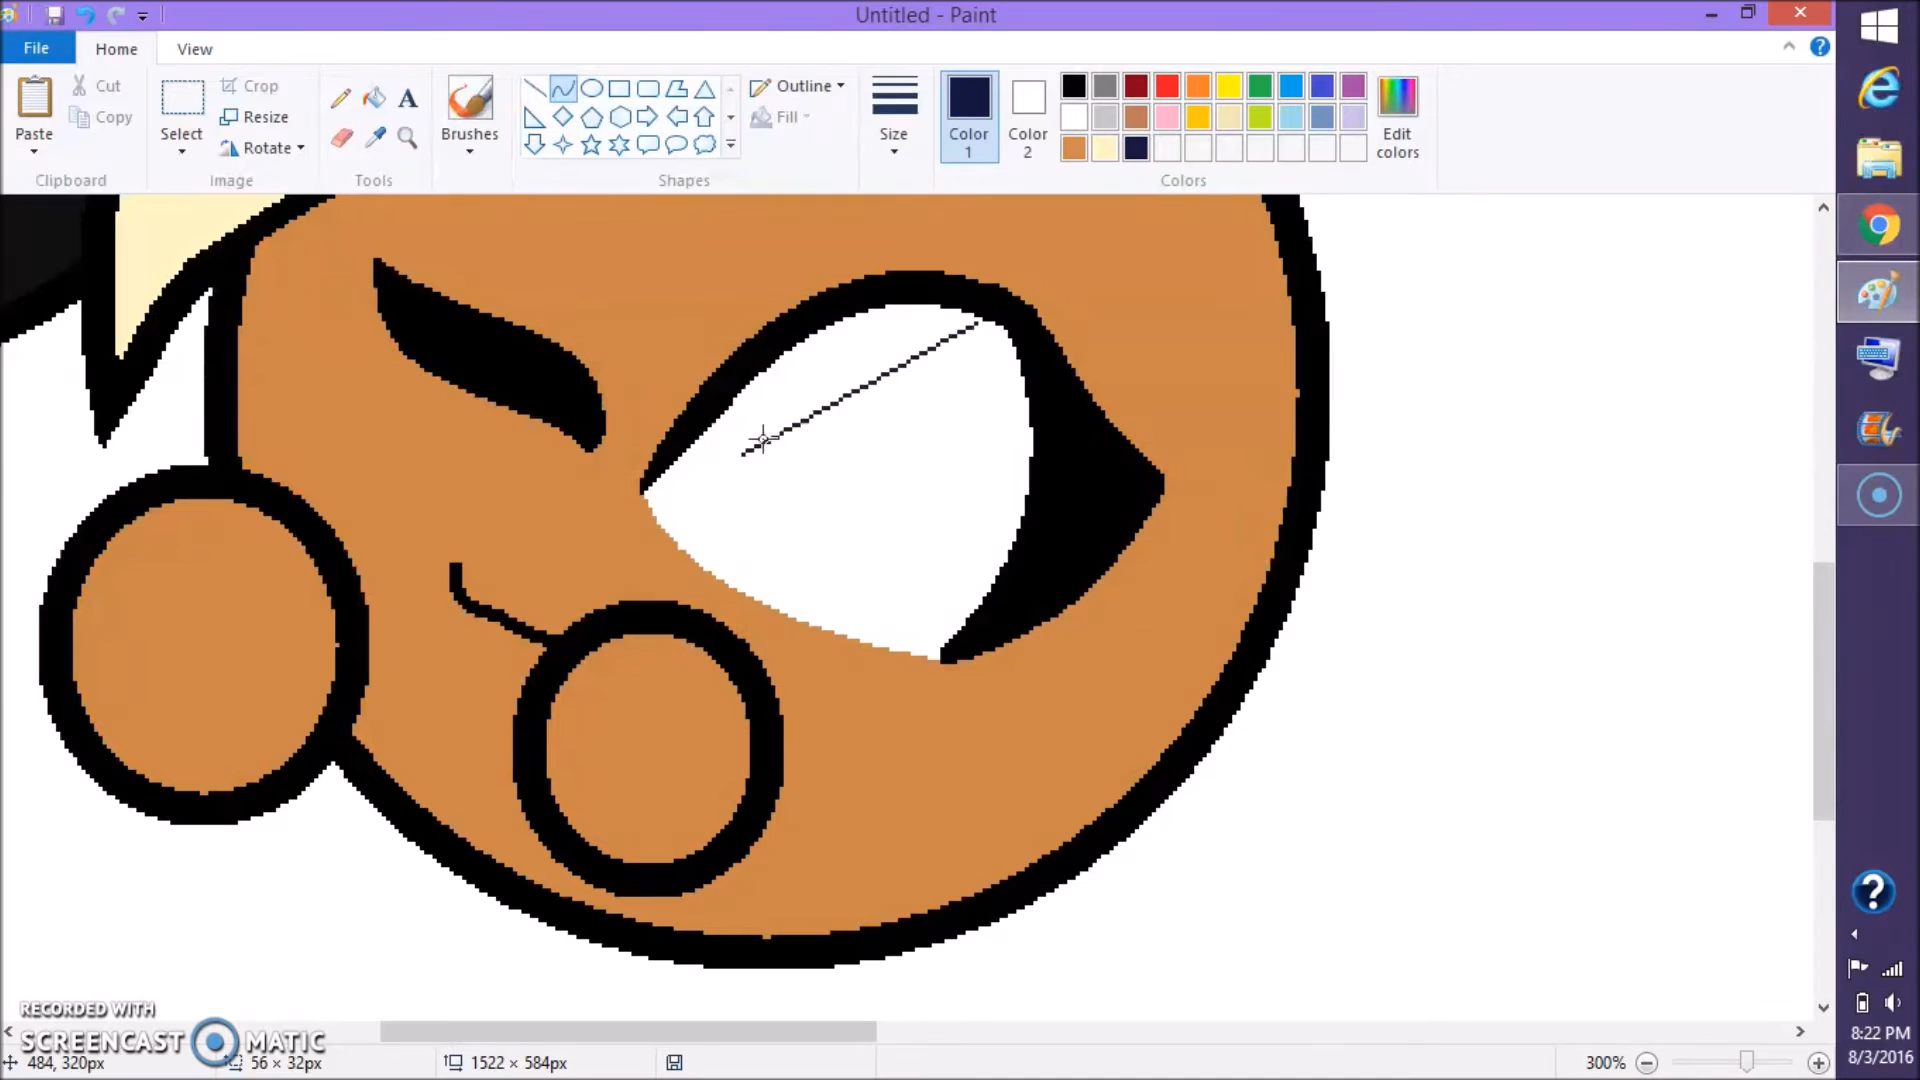 Untitled - Paint
File Home View
Paste
Cut
Copy
Clipboard
Select
Crop
Resize
Rotate
Image
Tools
Brushes
Shapes
Outline
Fill
Size
Color 1
Color 2
Edit colors
Colors
RECORDED WITH
SCREENCAST MATIC
484, 320px
56 × 32px
1522 × 584px
300%
8:22 PM
8/3/2016